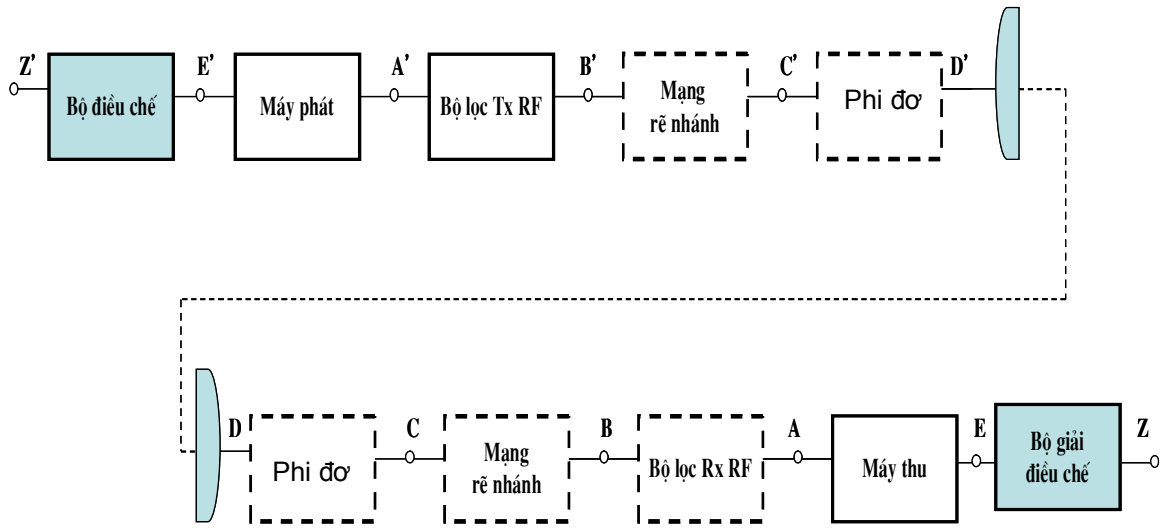 Z'
Bộ điều chế
E'
Máy phát
A'
Bộ lọc Tx RF
B'
Mạng
rẽ nhánh
C'
Phi đơ
D'
D
Phi đơ
C
Mạng
rẽ nhánh
B
Bộ lọc Rx RF
A
Máy thu
E
Bộ giải
điều chế
Z